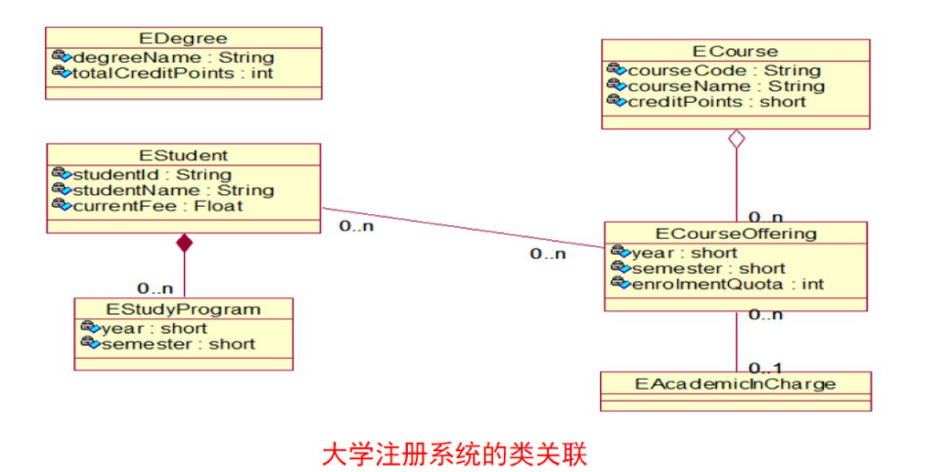 EDegree
degreeName : String
totalCreditPoints : int
ECourse
courseCode : String
courseName : String
creditPoints : short
EStudent
studentId : String
studentName : String
currentFee : Float
0..n
0..n
0..n
ECourseOffering
year : short
semester : short
enrolmentQuota : int
0..n
EStudyProgram
year : short
semester : short
0..n
0..1
EAcademicInCharge
大学注册系统的类关联